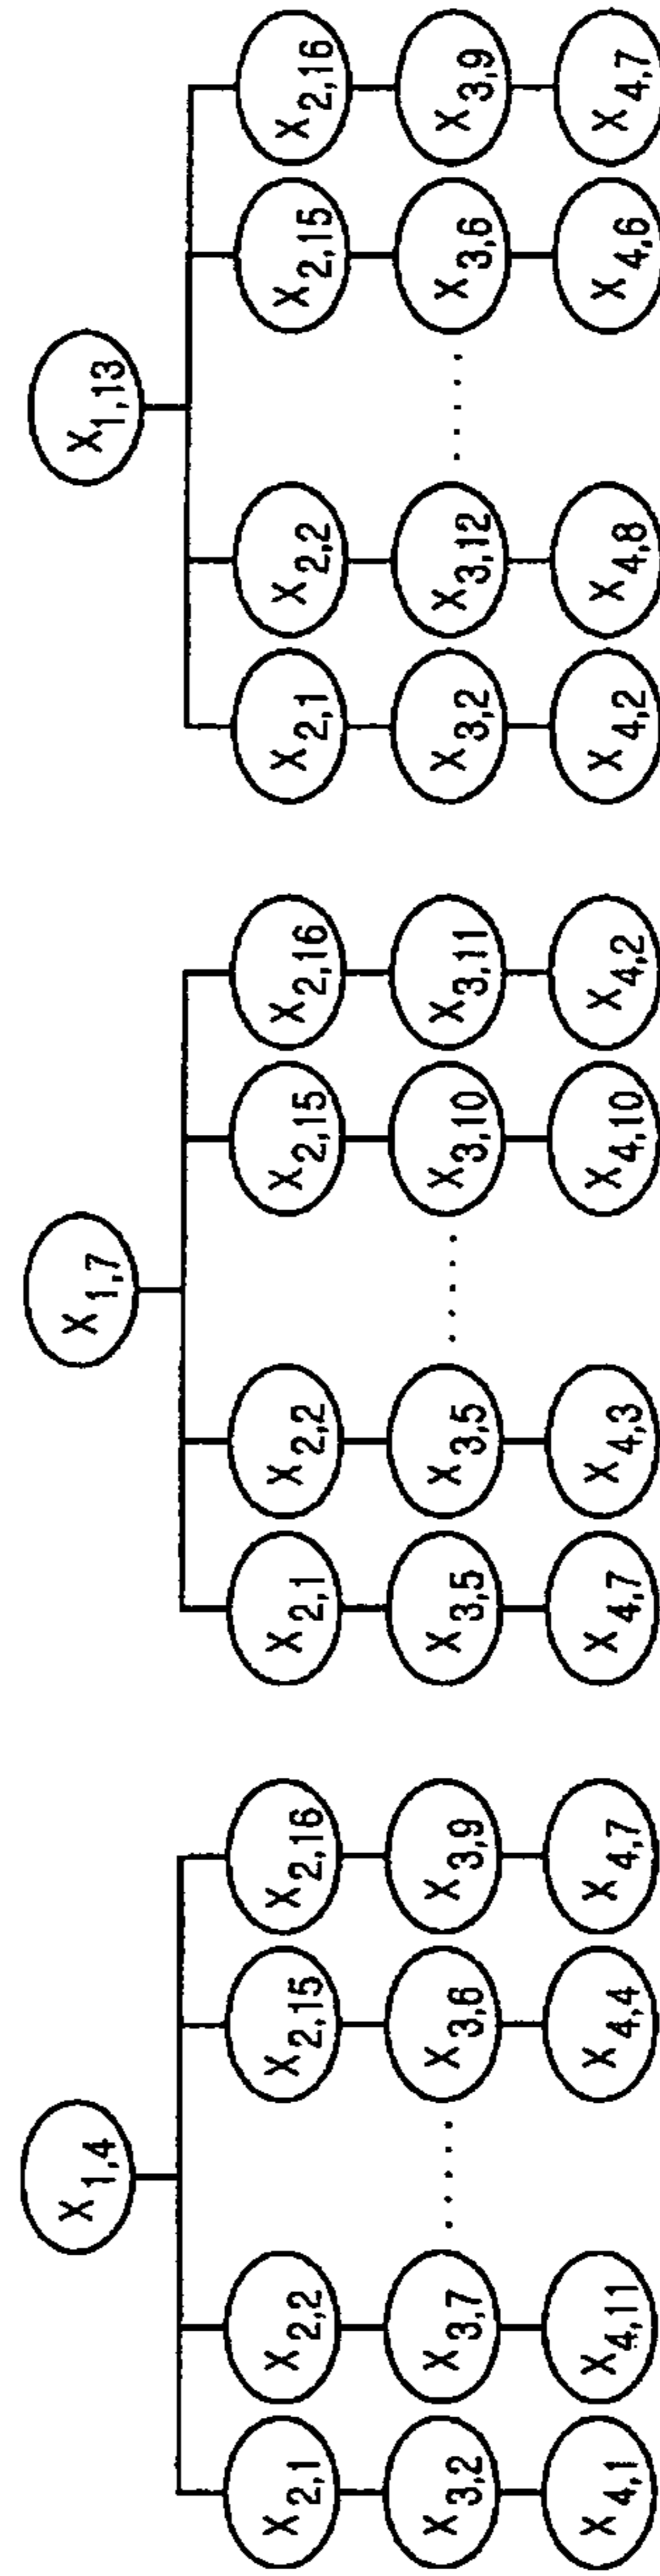 X1,4
X2,1 X2,2 X2,15 X2,16
X3,2 X3,7 ······ X3,6 X3,9
X4,1 X4,11 X4,4 X4,7
X1,7
X2,1 X2,2 X2,15 X2,16
X3,5 X3,5 ····· X3,10 X3,11
X4,7 X4,3 X4,10 X4,2
X1,13
X2,1 X2,2 X2,15 X2,16
X3,2 X3,12 ······ X3,6 X3,9
X4,2 X4,8 X4,6 X4,7